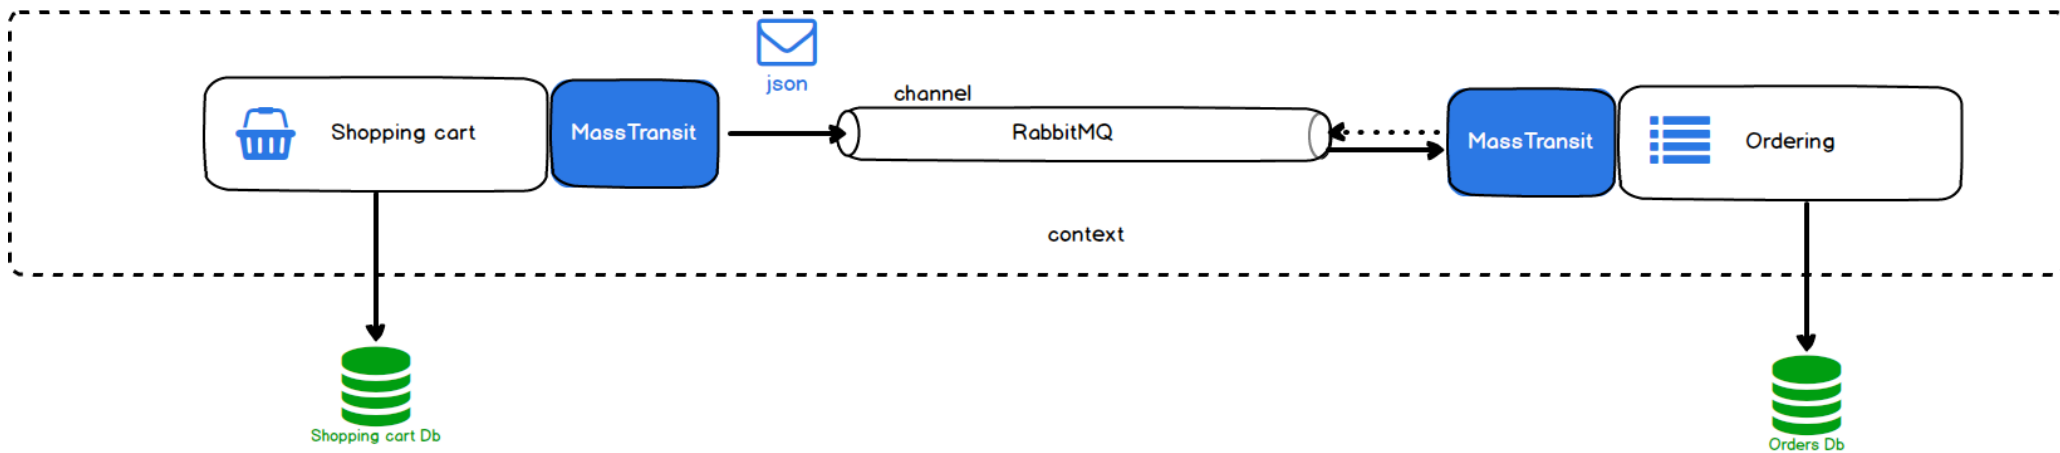 json
channel
Shopping cart
MassTransit
RabbitMQ
MassTransit
Ordering
context
Shopping cart Db
Orders Db